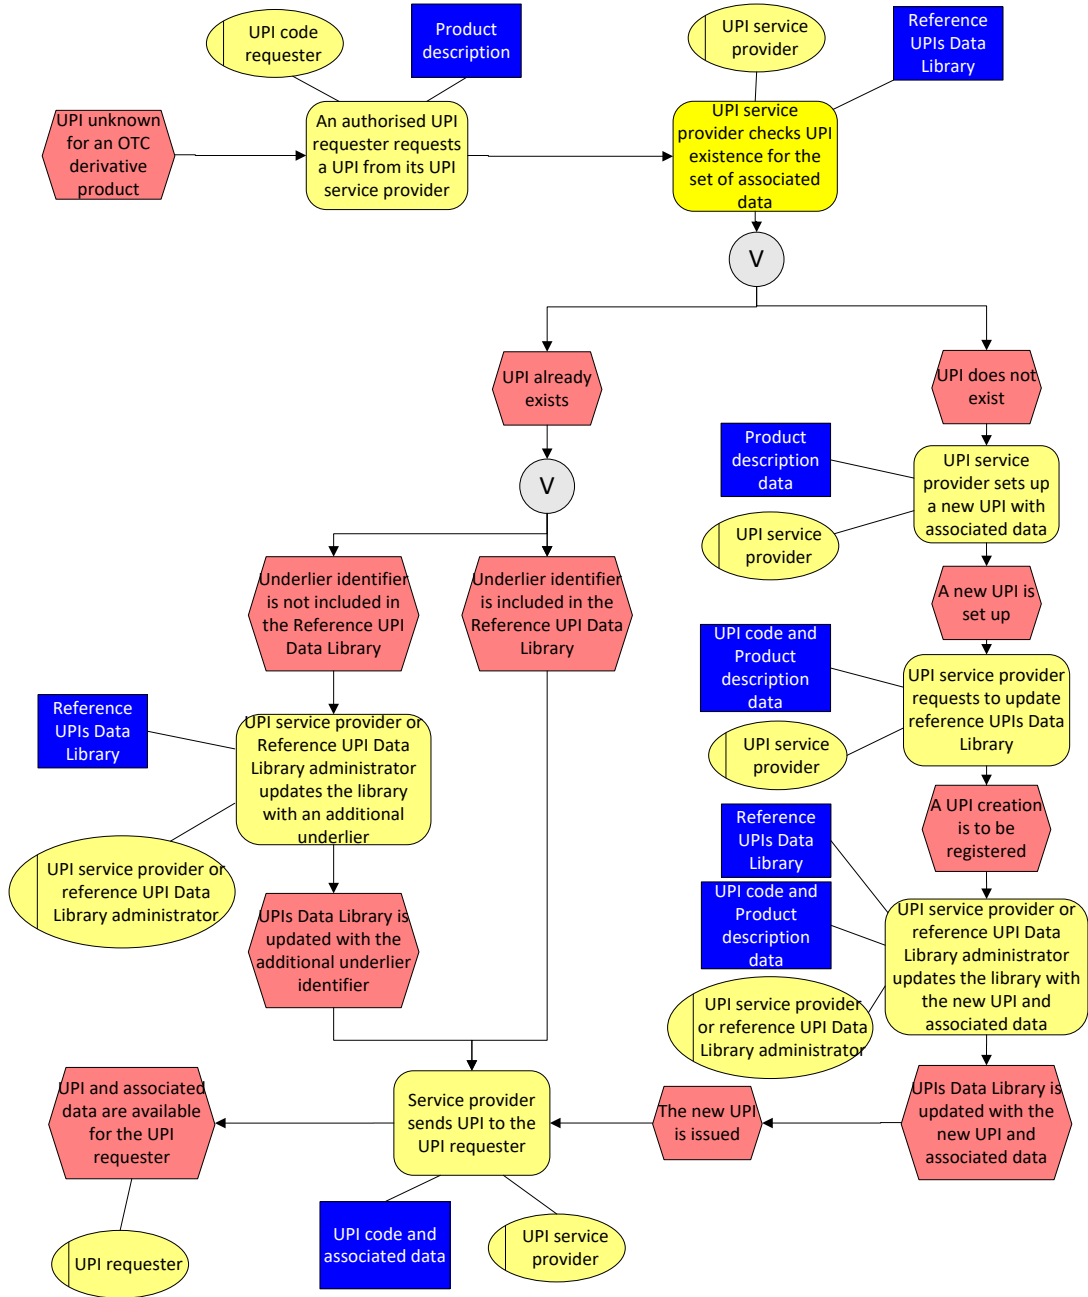 UPI code
requester
Product
description
UPI service
provider
Reference
UPIs Data
Library
UPI unknown
for an OTC
derivative
product
An authorised UPI
requester requests
a UPI from its UPI
service provider
UPI service
provider checks UPI
existence for the
set of associated
data
V
UPI already
exists
UPI does not
exist
Product
description
data
UPI service
provider sets up
a new UPI with
associated data
UPI service
provider
V
Underlier identifier
is not included in
the Reference UPI
Data Library
Underlier identifier
is included in the
Reference UPI Data
Library
A new UPI is
set up
UPI code and
Product
description
data
UPI service provider
requests to update
reference UPIs Data
Library
UPI service
provider
Reference
UPIs Data
Library
UPI service provider or
Reference UPI Data
Library administrator
updates the library
with an additional
underlier
A UPI creation
is to be
registered
Reference
UPIs Data
Library
UPI service provider or
reference UPI Data
Library administrator
UPI code and
Product
description
data
UPI service provider or
reference UPI Data
Library administrator
updates the library with
the new UPI and
associated data
UPIs Data Library is
updated with the
additional underlier
identifier
UPI service provider
or reference UPI Data
Library administrator
UPI and associated
data are available
for the UPI
requester
Service provider
sends UPI to the
UPI requester
The new UPI
is issued
UPIs Data Library is
updated with the
new UPI and
associated data
UPI requester
UPI code and
associated data
UPI service
provider